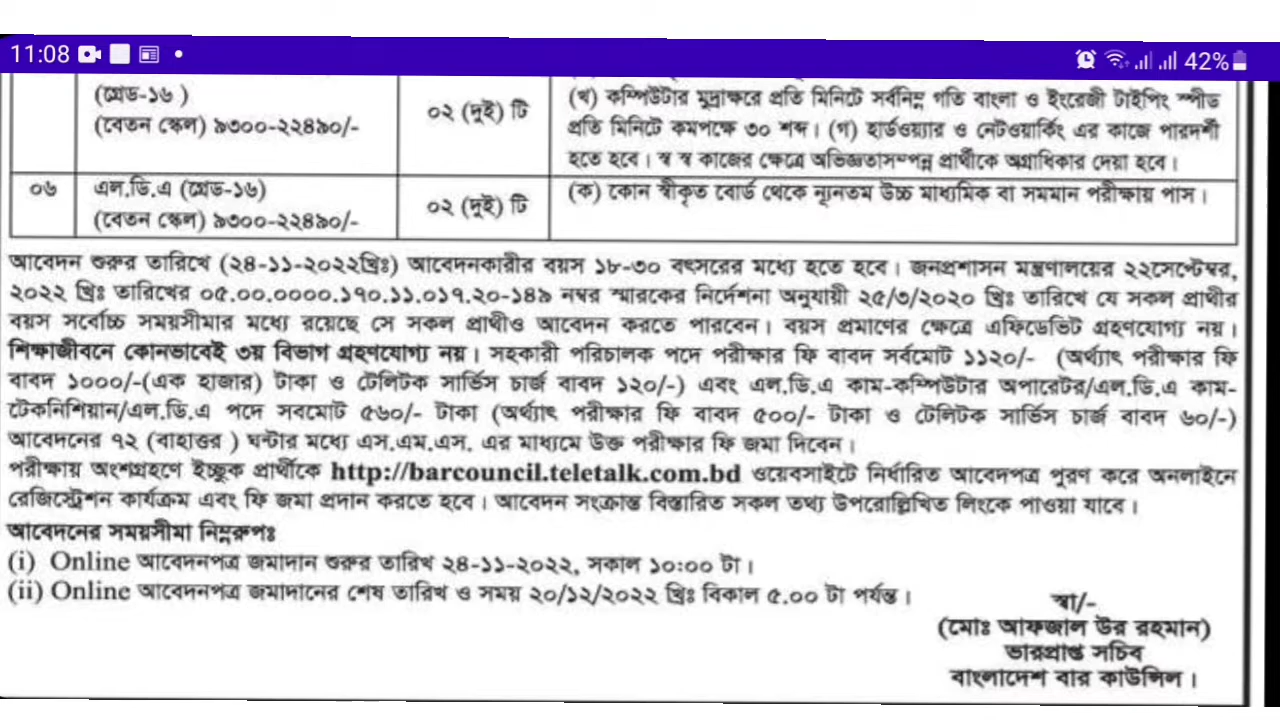 11:08 42%
(গ্রেড-১৬ )
(বেতন স্কেল) ৯৩০০-২২৪৯০/-
০২ (দুই) টি
(খ) কম্পিউটার মুদ্রাক্ষরে প্রতি মিনিটে সর্বনিম্ন গতি বাংলা ও ইংরেজী টাইপিং স্পীড
প্রতি মিনিটে কমপক্ষে ৩০ শব্দ। (গ) হার্ডওয়্যার ও নেটওয়ার্কিং এর কাজে পারদর্শী
হতে হবে। স্ব স্ব কাজের ক্ষেত্রে অভিজ্ঞতাসম্পন্ন প্রার্থীকে অগ্রাধিকার দেয়া হবে।
০৬
এল.ডি.এ (গ্রেড-১৬)
(বেতন স্কেল) ৯৩০০-২২৪৯০/-
০২ (দুই) টি
(ক) কোন স্বীকৃত বোর্ড থেকে ন্যূনতম উচ্চ মাধ্যমিক বা সমমান পরীক্ষায় পাস।
আবেদন শুরুর তারিখে (২৪-১১-২০২২খ্রিঃ) আবেদনকারীর বয়স ১৮-৩০ বৎসরের মধ্যে হতে হবে। জনপ্রশাসন মন্ত্রণালয়ের ২২সেপ্টেম্বর,
২০২২ খ্রিঃ তারিখের ০৫.০০.০০০০.১৭০.১১.০১৭.২০-১৪৯ নম্বর স্মারকের নির্দেশনা অনুযায়ী ২৫/৩/২০২০ খ্রিঃ তারিখে যে সকল প্রার্থীর
বয়স সর্বোচ্চ সময়সীমার মধ্যে রয়েছে সে সকল প্রার্থীও আবেদন করতে পারবেন। বয়স প্রমাণের ক্ষেত্রে এফিডেভিট গ্রহণযোগ্য নয়।
শিক্ষাজীবনে কোনভাবেই ৩য় বিভাগ গ্রহণযোগ্য নয়। সহকারী পরিচালক পদে পরীক্ষার ফি বাবদ সর্বমোট ১১২০/- (অর্থ্যাৎ পরীক্ষার ফি
বাবদ ১০০০/-(এক হাজার) টাকা ও টেলিটক সার্ভিস চার্জ বাবদ ১২০/-) এবং এল.ডি.এ কাম-কম্পিউটার অপারেটর/এল.ডি.এ কাম-
টেকনিশিয়ান/এল.ডি.এ পদে সবমোট ৫৬০/- টাকা (অর্থ্যাৎ পরীক্ষার ফি বাবদ ৫০০/- টাকা ও টেলিটক সার্ভিস চার্জ বাবদ ৬০/-)
আবেদনের ৭২ (বাহাত্তর ) ঘন্টার মধ্যে এস.এম.এস. এর মাধ্যমে উক্ত পরীক্ষার ফি জমা দিবেন।
পরীক্ষায় অংশগ্রহণে ইচ্ছুক প্রার্থীকে http://barcouncil.teletalk.com.bd ওয়েবসাইটে নির্ধারিত আবেদপত্র পূরণ করে অনলাইনে
রেজিস্ট্রেশন কার্যক্রম এবং ফি জমা প্রদান করতে হবে। আবেদন সংক্রান্ত বিস্তারিত সকল তথ্য উপরোল্লিখিত লিংকে পাওয়া যাবে।
আবেদনের সময়সীমা নিম্নরুপঃ
(i) Online আবেদনপত্র জমাদান শুরুর তারিখ ২৪-১১-২০২২, সকাল ১০ঃ০০ টা।
(ii) Online আবেদনপত্র জমাদানের শেষ তারিখ ও সময় ২০/১২/২০২২ খ্রিঃ বিকাল ৫.০০ টা পর্যন্ত।
স্বা/-
(মোঃ আফজাল উর রহমান)
ভারপ্রাপ্ত সচিব
বাংলাদেশ বার কাউন্সিল।